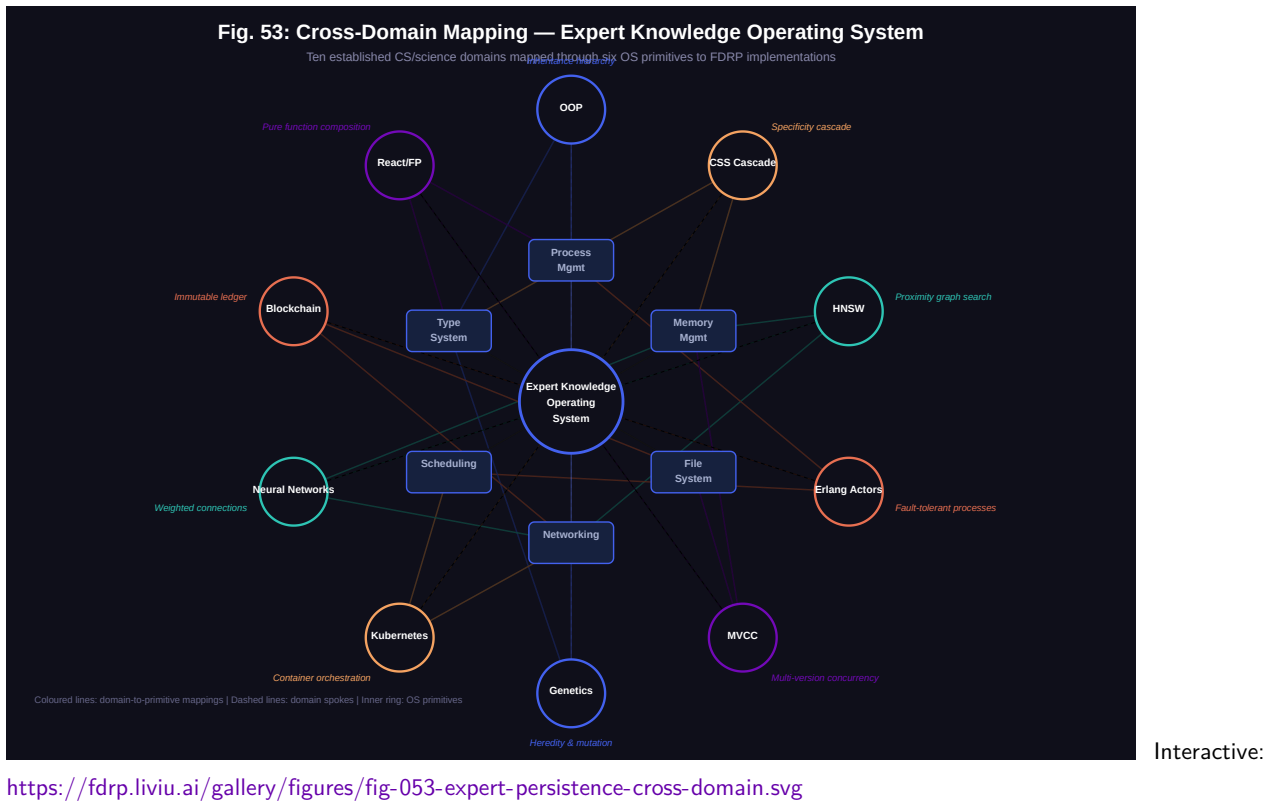 Fig. 53: Cross-Domain Mapping — Expert Knowledge Operating System
Ten established CS/science domains mapped through six OS primitives to FDRP implementations
Inheritance hierarchy
OOP
Pure function composition
Specificity cascade
React/FP
CSS Cascade
Process
Mgmt
Immutable ledger
Proximity graph search
Blockchain
HNSW
Type
System
Memory
Mgmt
Expert Knowledge
Operating
System
Scheduling
File
System
Neural Networks
Erlang Actors
Weighted connections
Fault-tolerant processes
Networking
Kubernetes
MVCC
Container orchestration
Multi-version concurrency
Genetics
Coloured lines: domain-to-primitive mappings | Dashed lines: domain spokes | Inner ring: OS primitives
Heredity & mutation
Interactive:
https://fdrp.liviu.ai/gallery/figures/fig-053-expert-persistence-cross-domain.svg